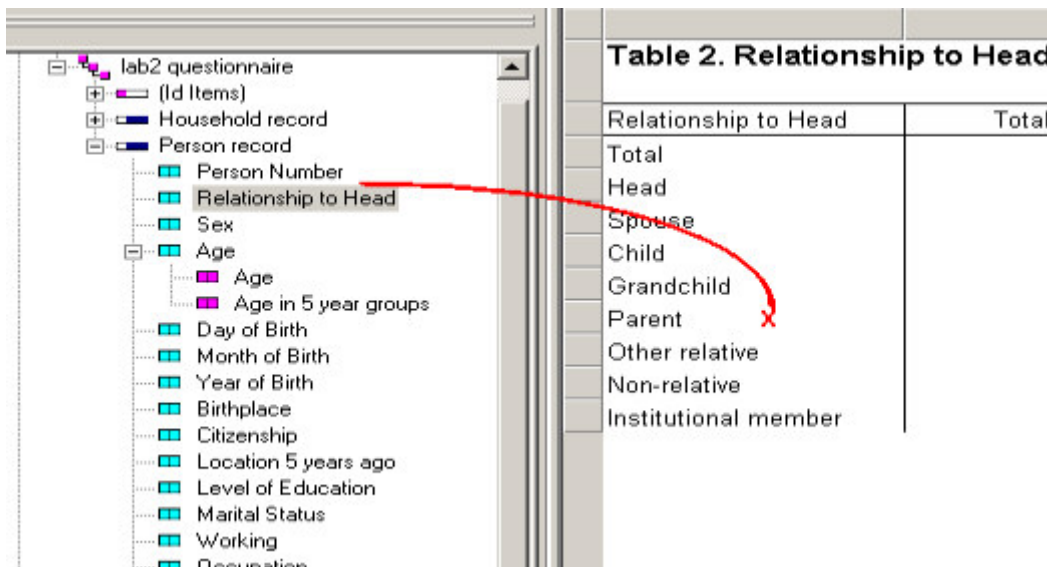 lab2 questionnaire
(Id Items)
Household record
Person record
Person Number
Relationship to Head
Sex
Age
Age
Age in 5 year groups
Day of Birth
Month of Birth
Year of Birth
Birthplace
Citizenship
Location 5 years ago
Level of Education
Marital Status
Working
Occupation
Table 2. Relationship to Head
Relationship to Head Total
Total
Head
Spouse
Child
Grandchild
Parent X
Other relative
Non-relative
Institutional member